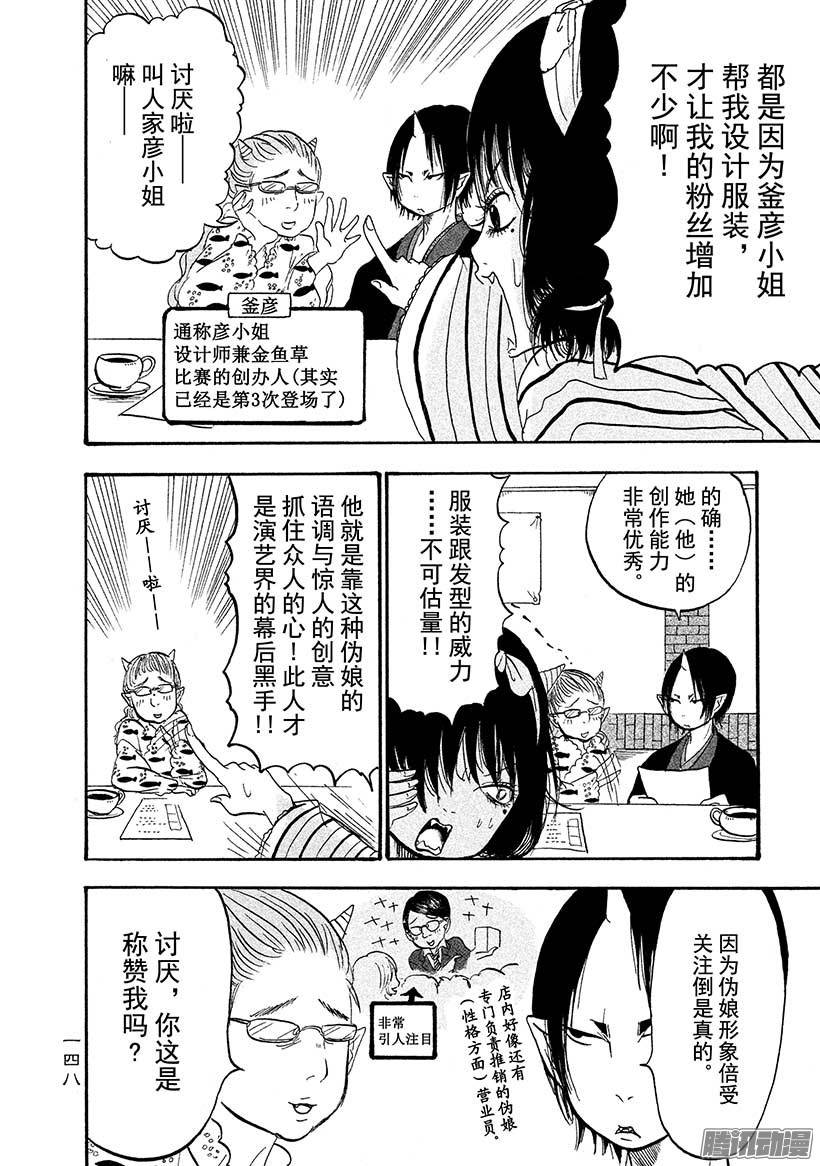 都是因为釜彦小姐
帮我设计服装，
才让我的粉丝增加
不少啊！
讨厌啦——
叫人家彦小姐
嘛——
釜彦
通称彦小姐
设计师兼金鱼草
比赛的创办人(其实
已经是第3次登场了)
的确……
她（他）的
创作能力
非常优秀。
服装跟发型的威力
……不可估量！！
他就是靠这种伪娘的
语调与惊人的创意
抓住众人的心！此人才
是演艺界的幕后黑手！！
讨厌——啦——
因为伪娘形象倍受
关注倒是真的。
店内好像还有
专门负责推销的伪娘
（性格方面）营业员。
非常
引人注目
讨厌，你这是
称赞我吗？
一四八
腾讯动漫